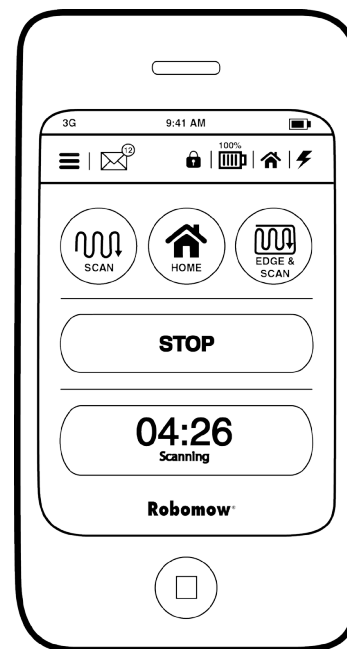 3G 9:41 AM
12
100%
SCAN
HOME
EDGE &
SCAN
STOP
04:26
Scanning
Robomow®